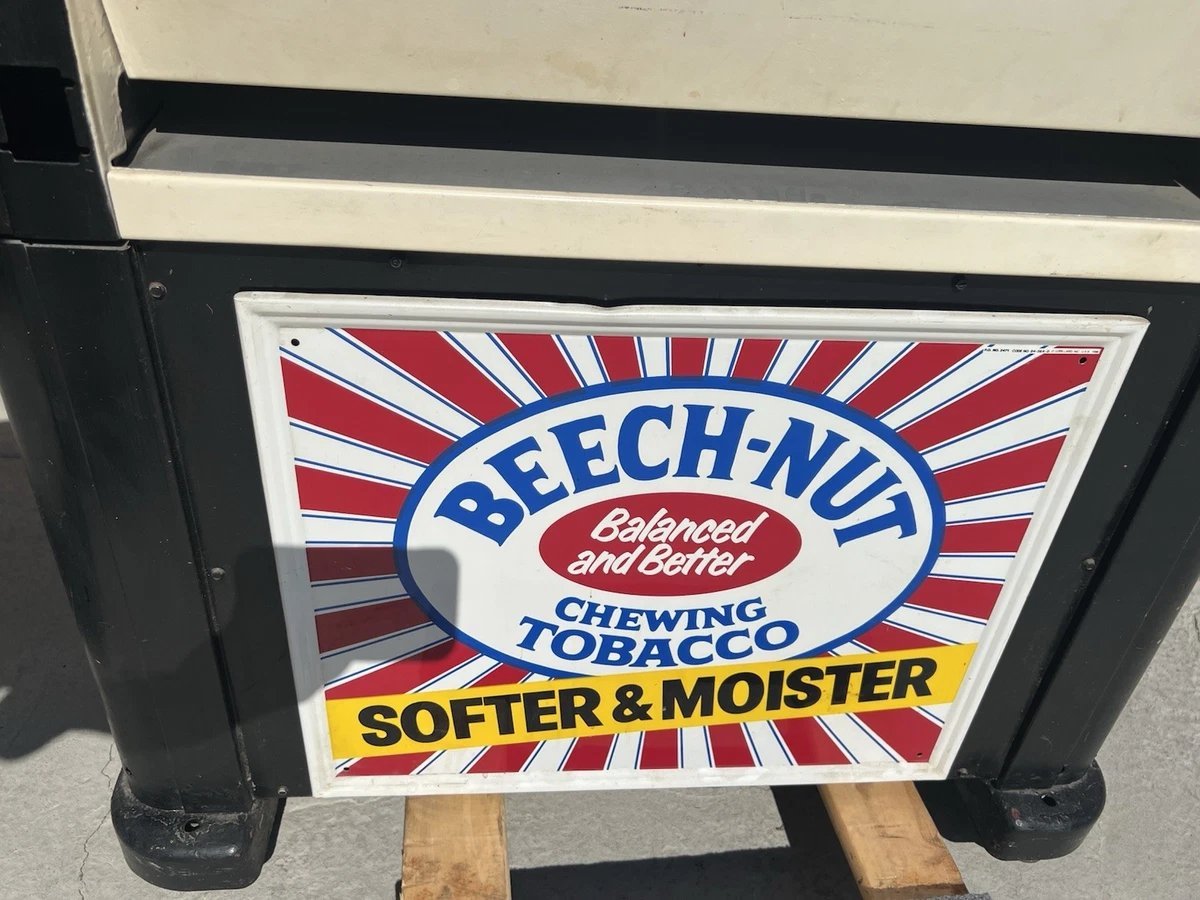 BEECH-NUT
Balanced
and Better
CHEWING
TOBACCO
SOFTER & MOISTER